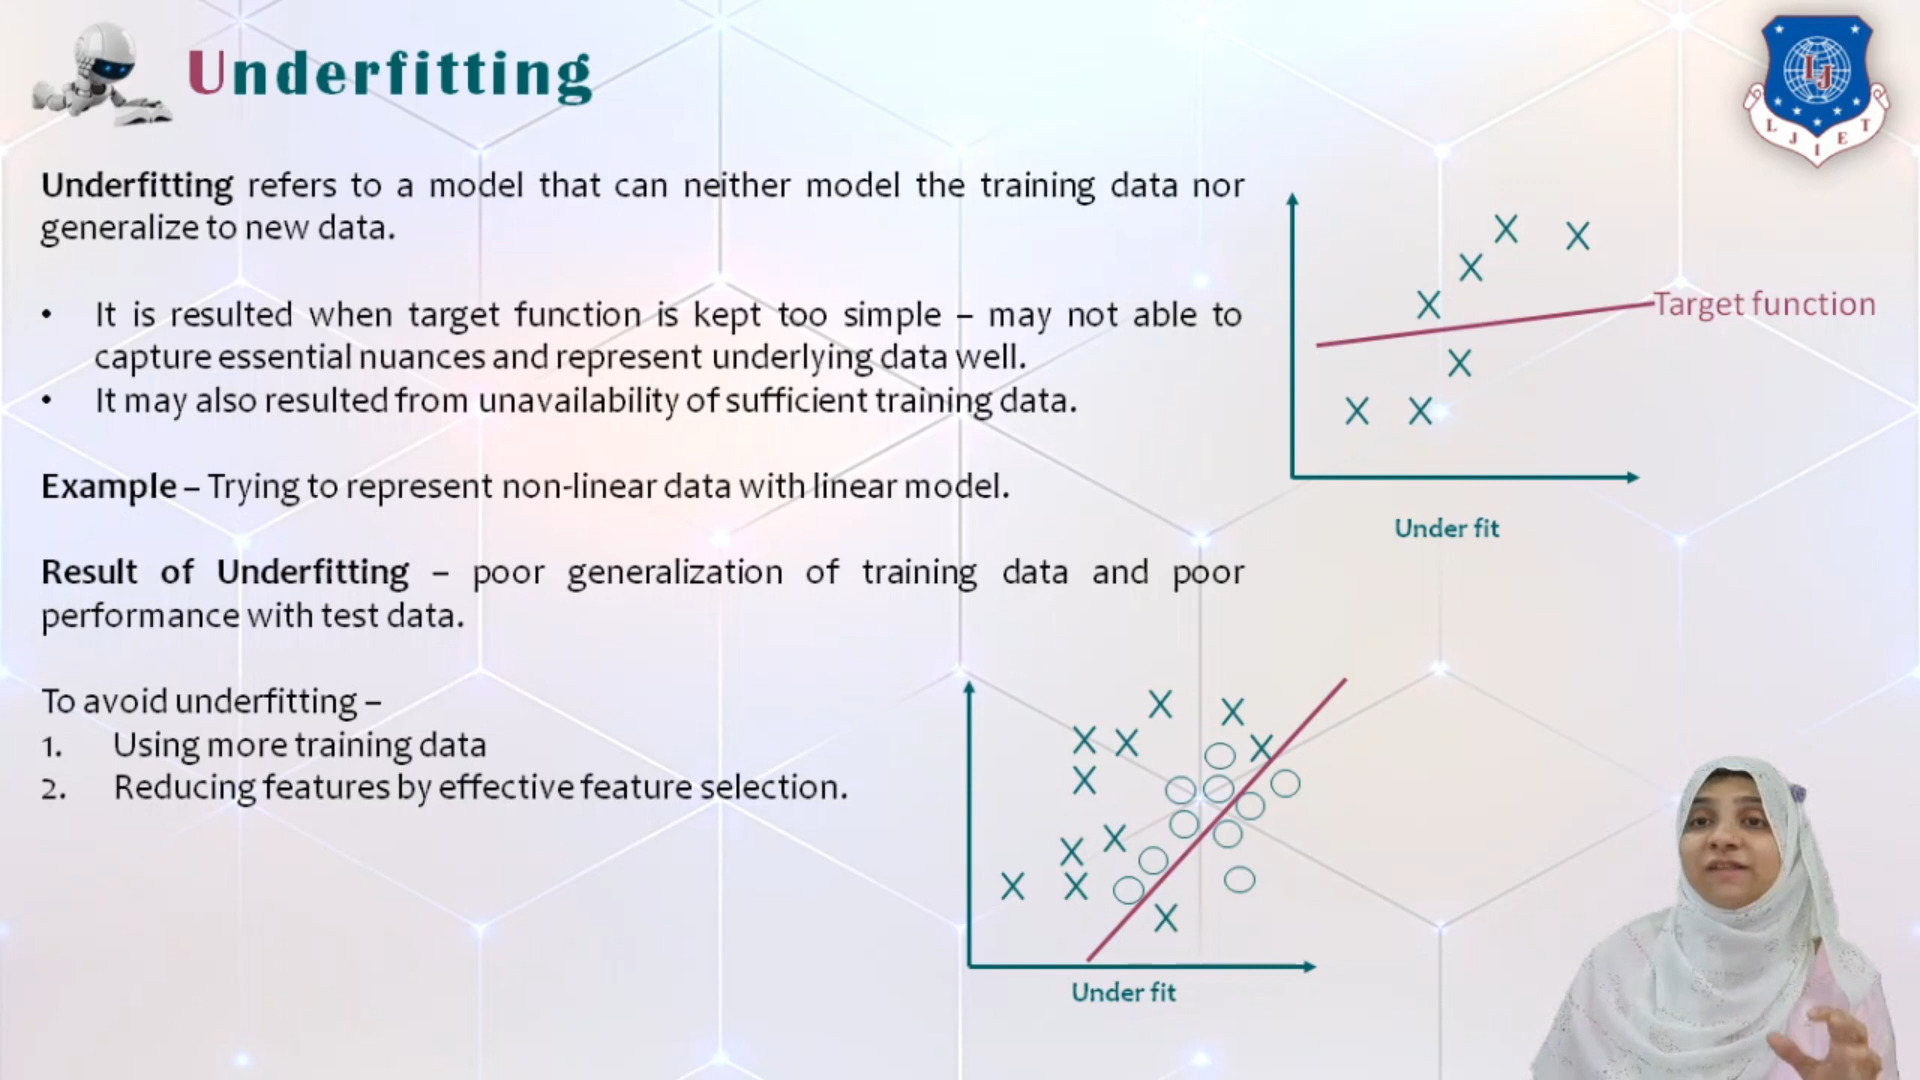 Underfitting
Underfitting refers to a model that can neither model the training data nor
generalize to new data.
• It is resulted when target function is kept too simple – may not able to
capture essential nuances and represent underlying data well.
• It may also resulted from unavailability of sufficient training data.
Example – Trying to represent non-linear data with linear model.
Result of Underfitting – poor generalization of training data and poor
performance with test data.
To avoid underfitting –
1. Using more training data
2. Reducing features by effective feature selection.
Target function
Under fit
Under fit
LJ
L J I E T